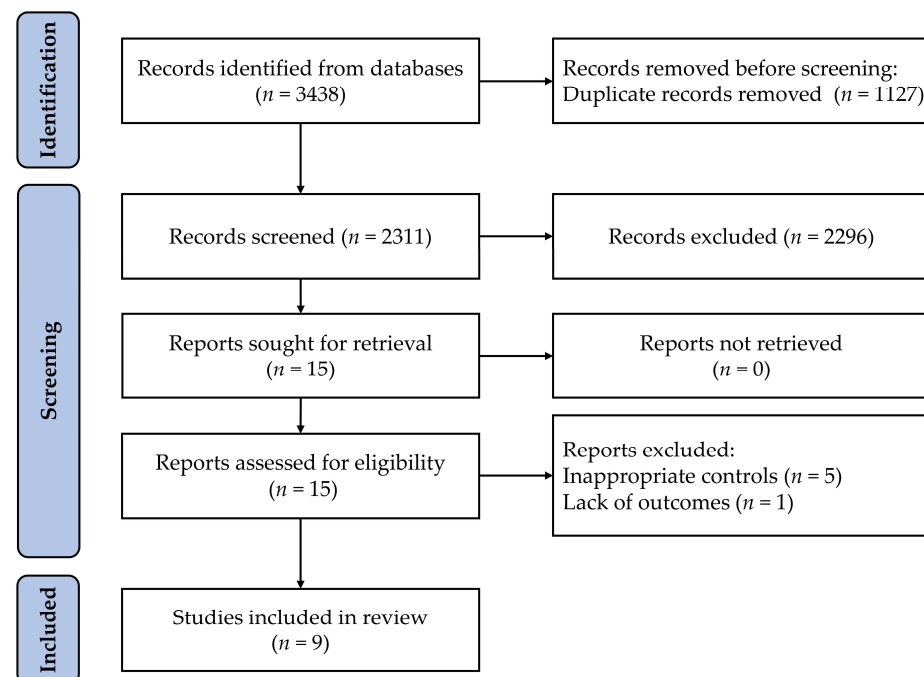 Identification
Records identified from databases
(n = 3438)
Records removed before screening:
Duplicate records removed (n = 1127)
Screening
Records screened (n = 2311)
Records excluded (n = 2296)
Reports sought for retrieval
(n = 15)
Reports not retrieved
(n = 0)
Reports assessed for eligibility
(n = 15)
Reports excluded:
Inappropriate controls (n = 5)
Lack of outcomes (n = 1)
Included
Studies included in review
(n = 9)